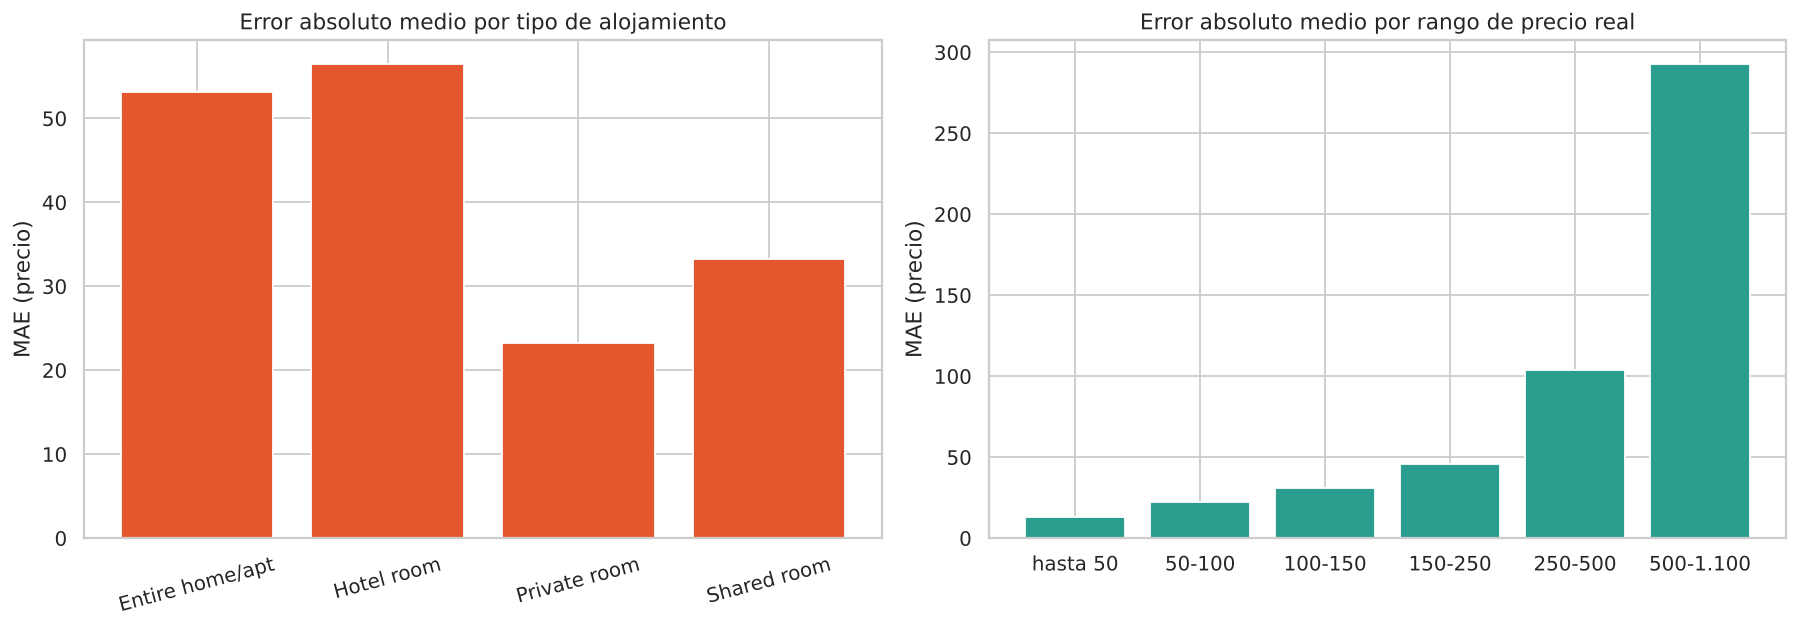 Error absoluto medio por tipo de alojamiento
MAE (precio)
50
40
30
20
10
0
Entire home/apt
Hotel room
Private room
Shared room
Error absoluto medio por rango de precio real
MAE (precio)
300
250
200
150
100
50
0
hasta 50
50-100
100-150
150-250
250-500
500-1.100